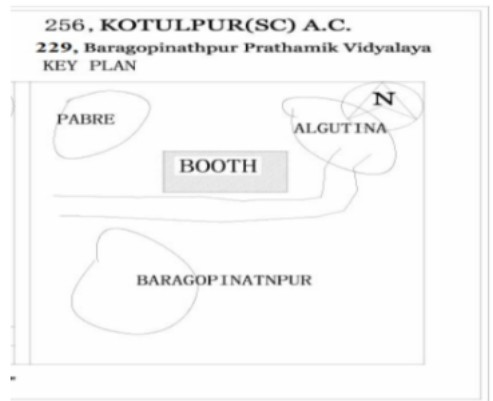 256, KOTULPUR(SC) A.C.
229, Baragopinathpur Prathamik Vidyalaya
KEY PLAN
N
PABRE
ALGUTINA
BOOTH
BARAGOPINATNPUR